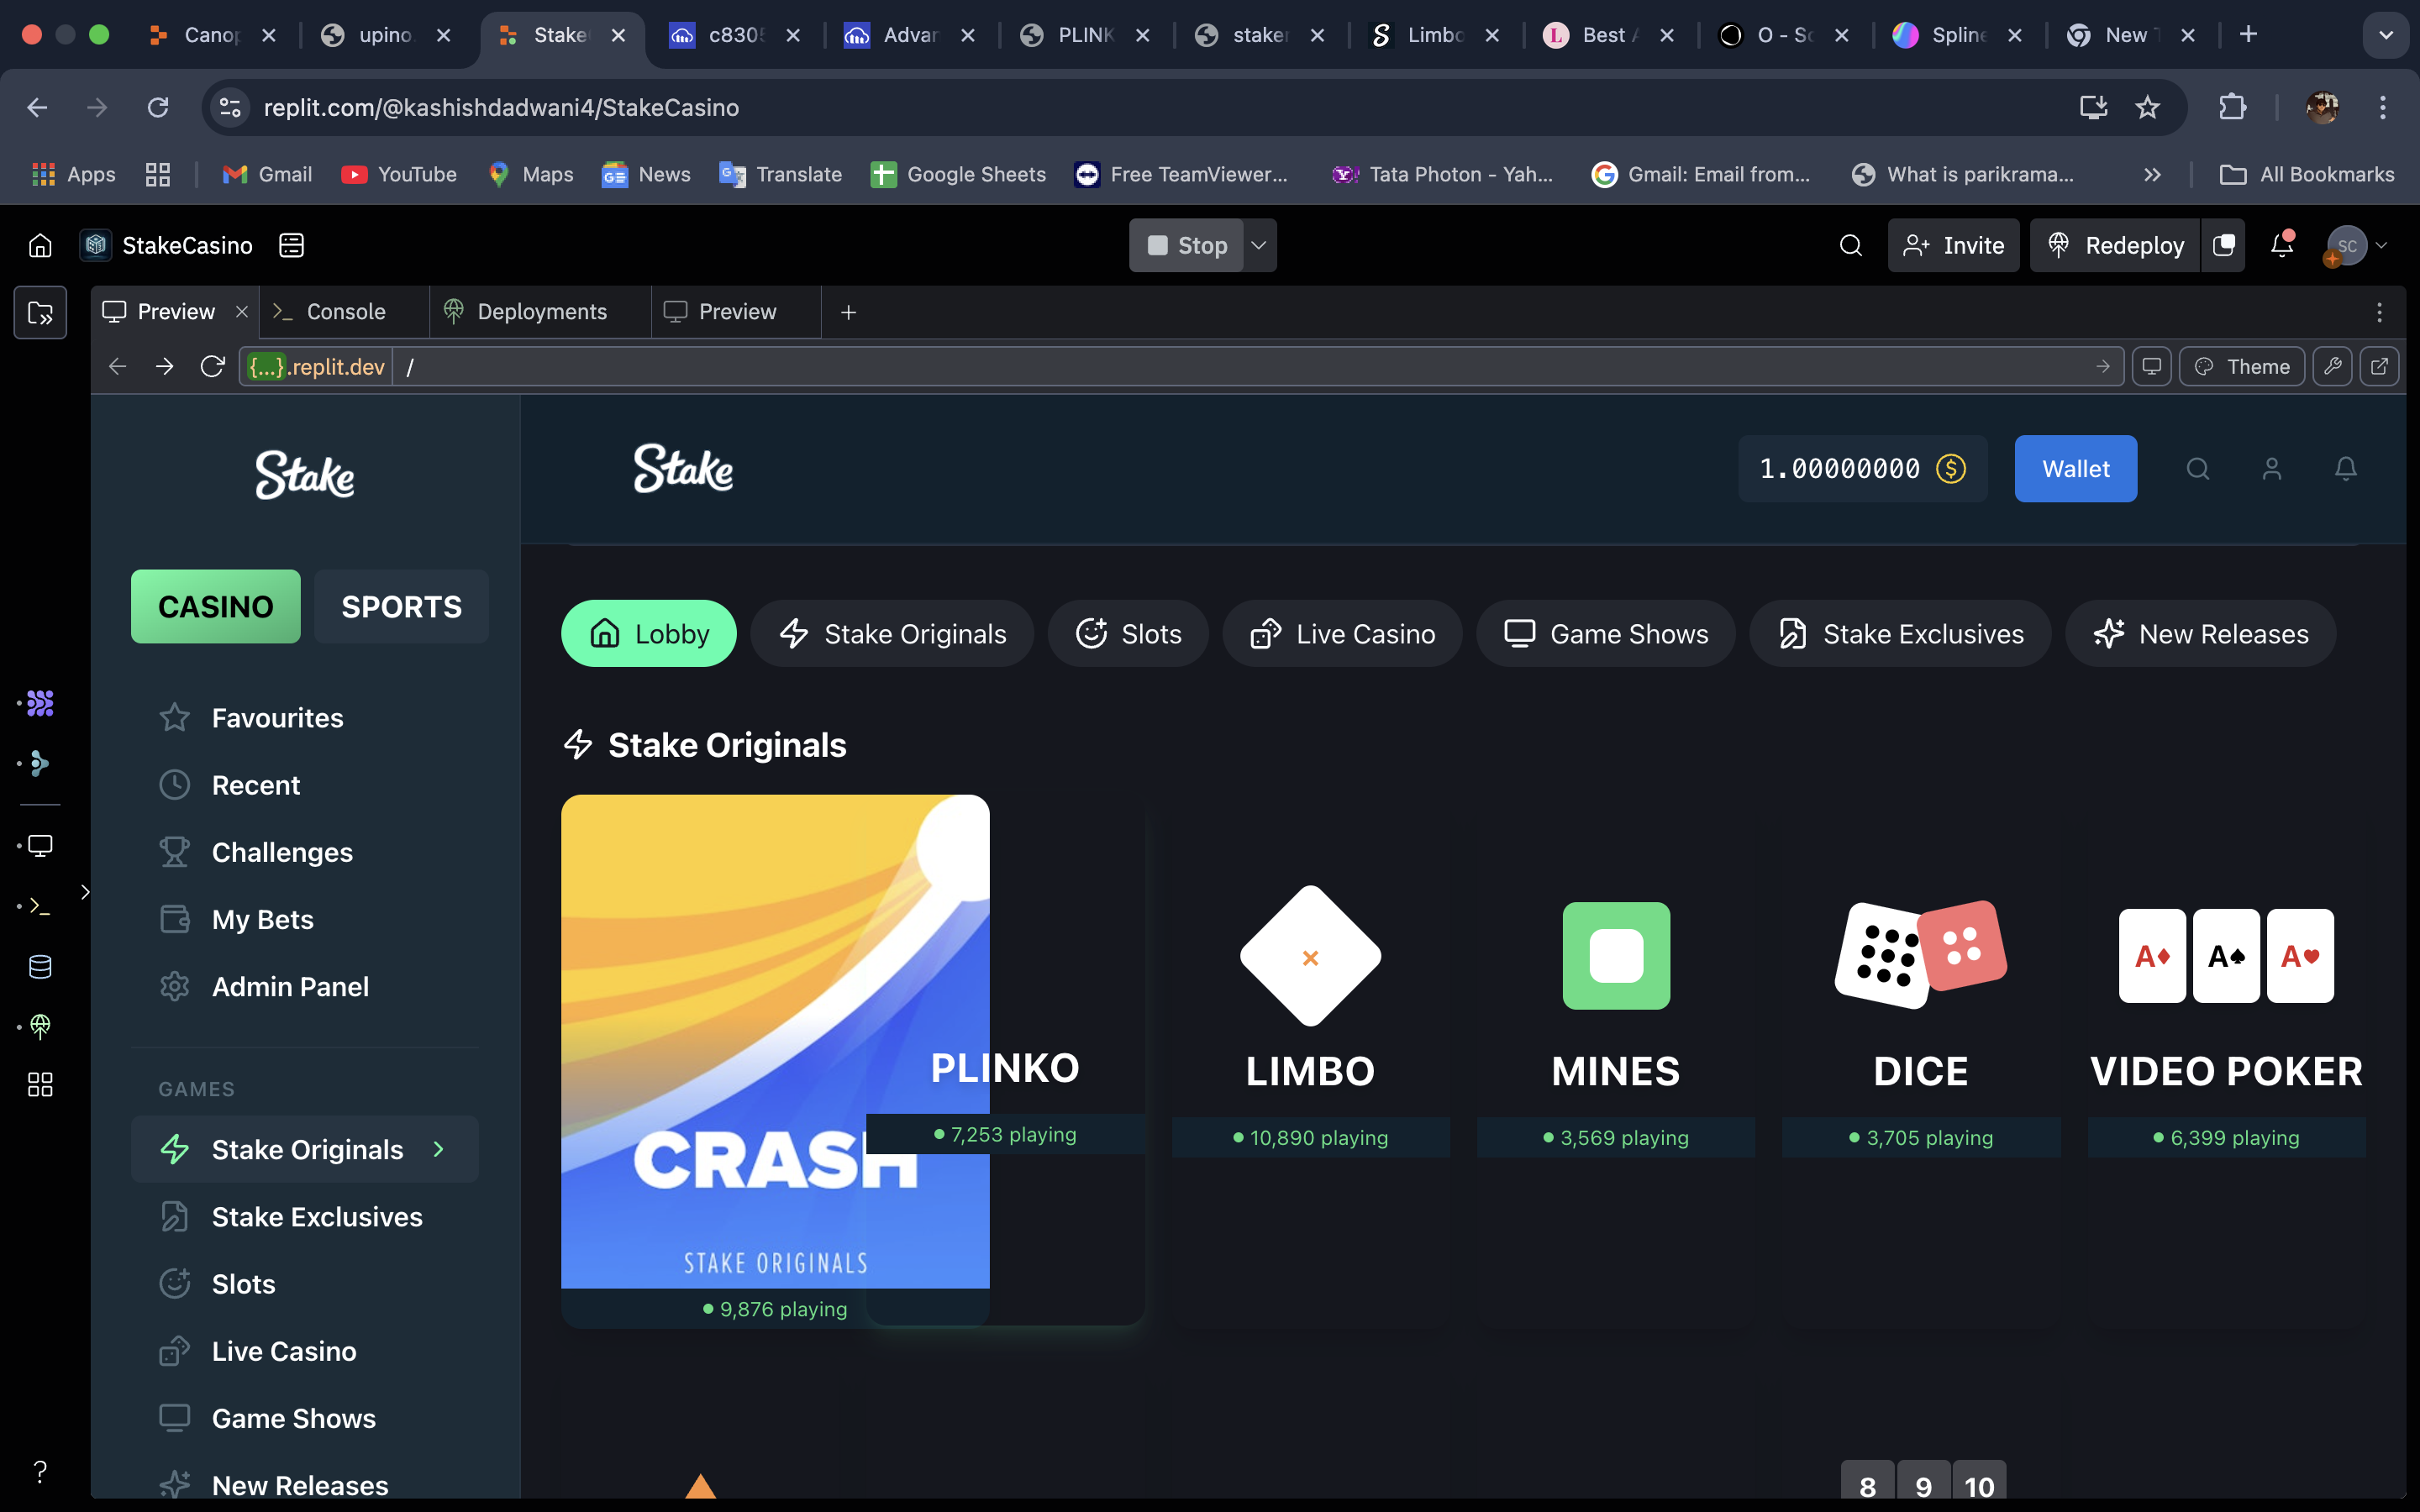 Canop
upino.
Stake
c8305
Advan
PLINK
staker
Limbo
Best A
O - Sc
Spline
New T
replit.com/@kashishdadwani4/StakeCasino
Apps
Gmail
YouTube
Maps
News
Translate
Google Sheets
Free TeamViewer...
Tata Photon - Yah...
Gmail: Email from...
What is parikrama...
All Bookmarks
StakeCasino
Stop
Invite
Redeploy
SC
Preview
Console
Deployments
Preview
{...}.replit.dev /
Theme
Stake
Stake
1.00000000
Wallet
CASINO
SPORTS
Lobby
Stake Originals
Slots
Live Casino
Game Shows
Stake Exclusives
New Releases
Favourites
Recent
Challenges
My Bets
Admin Panel
GAMES
Stake Originals
Stake Exclusives
Slots
Live Casino
Game Shows
New Releases
Stake Originals
CRASH
STAKE ORIGINALS
9,876 playing
PLINKO
7,253 playing
LIMBO
10,890 playing
MINES
3,569 playing
DICE
3,705 playing
A♦ A♠ A♥
VIDEO POKER
6,399 playing
8 9 10